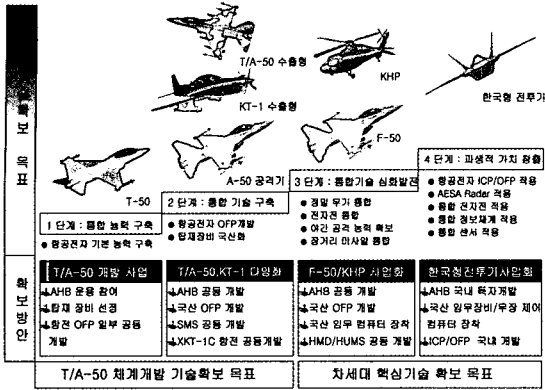 확보 목표
T/A-50 수출형
KT-1 수출형
KHP
한국형 전투기
T-50
A-50 공격기
F-50
1 단계 : 통합 능력 구축
● 항공전자 기본 능력 구축
2 단계 : 통합 기술 구축
● 항공전자 OFP개발
● 탑재장비 국산화
3 단계 : 통합기술 심화발전
● 정밀 무기 통합
● 전자전 통합
● 야간 공격 능력 확보
● 장거리 미사일 통합
4 단계 : 파생적 가치 창출
● 항공전자 ICP/OFP 적용
● AESA Radar 적용
● 통합 전자전 적용
● 통합 정보체계 적용
● 통합 센서 적용
확보방안
T/A-50 개발 사업
AHB 운용 참여
탑재 장비 선정
항전 OFP 일부 공동
개발
T/A-50,KT-1 다양화
AHB 공동 개발
국산 OFP 개발
SMS 공동 개발
XKT-1C 항전 공동개발
F-50/KHP 사업화
AHB 공동 개발
국산 OFP 개발
국산 임무 컴퓨터 장착
HMD/HUMS 공동 개발
한국형전투기사업화
AHB 국내 독자개발
국산 임무장비/무장 제어
컴퓨터 장착
ICP/OFP 국내 개발
T/A-50 체계개발 기술확보 목표
차세대 핵심기술 확보 목표